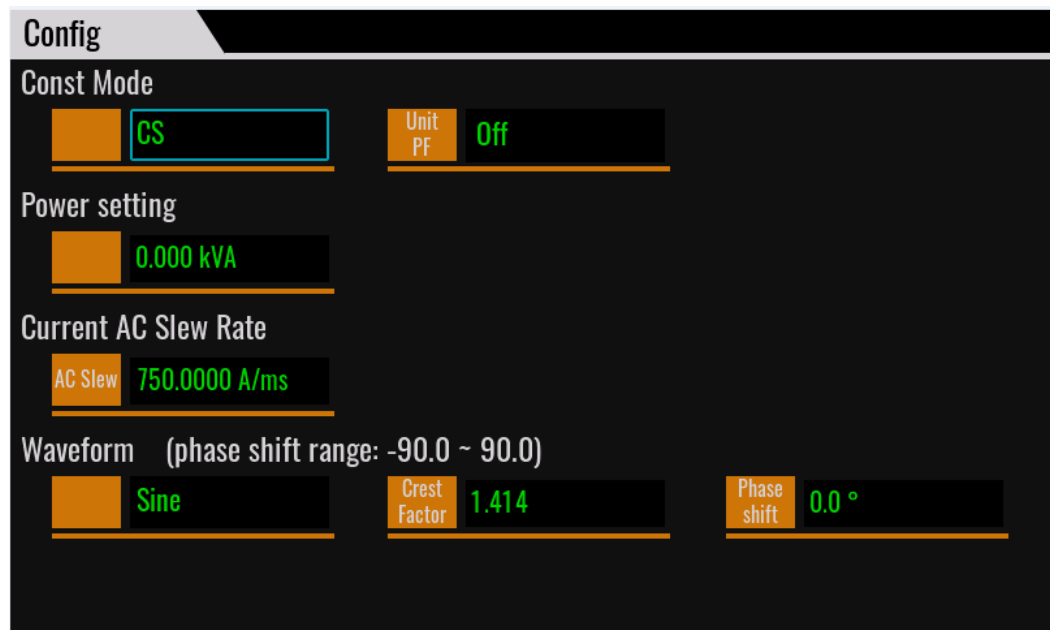 Config
Const Mode
CS
Unit PF
Off
Power setting
0.000 kVA
Current AC Slew Rate
AC Slew
750.0000 A/ms
Waveform (phase shift range: -90.0 ~ 90.0)
Sine
Crest Factor
1.414
Phase shift
0.0 °